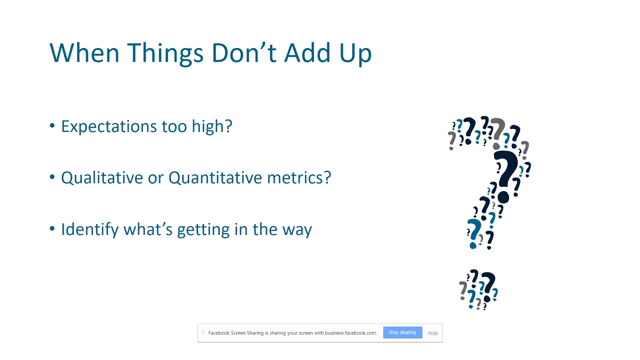 When Things Don’t Add Up
• Expectations too high?
• Qualitative or Quantitative metrics?
• Identify what’s getting in the way
Facebook Screen Sharing is sharing your screen with business.facebook.com. Stop sharing Hide